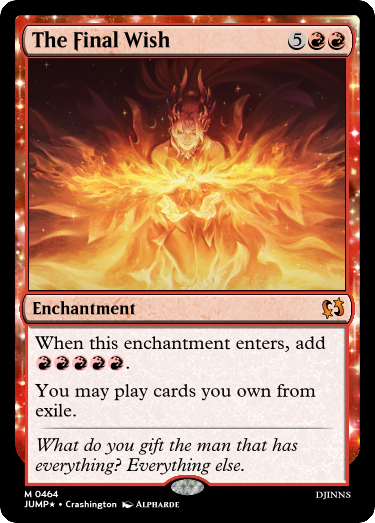 The Final Wish 5
Enchantment
When this enchantment enters, add
.
You may play cards you own from
exile.
What do you gift the man that has
everything? Everything else.
M 0464 DJINNS
JUMP★ • Crashington Alpharde